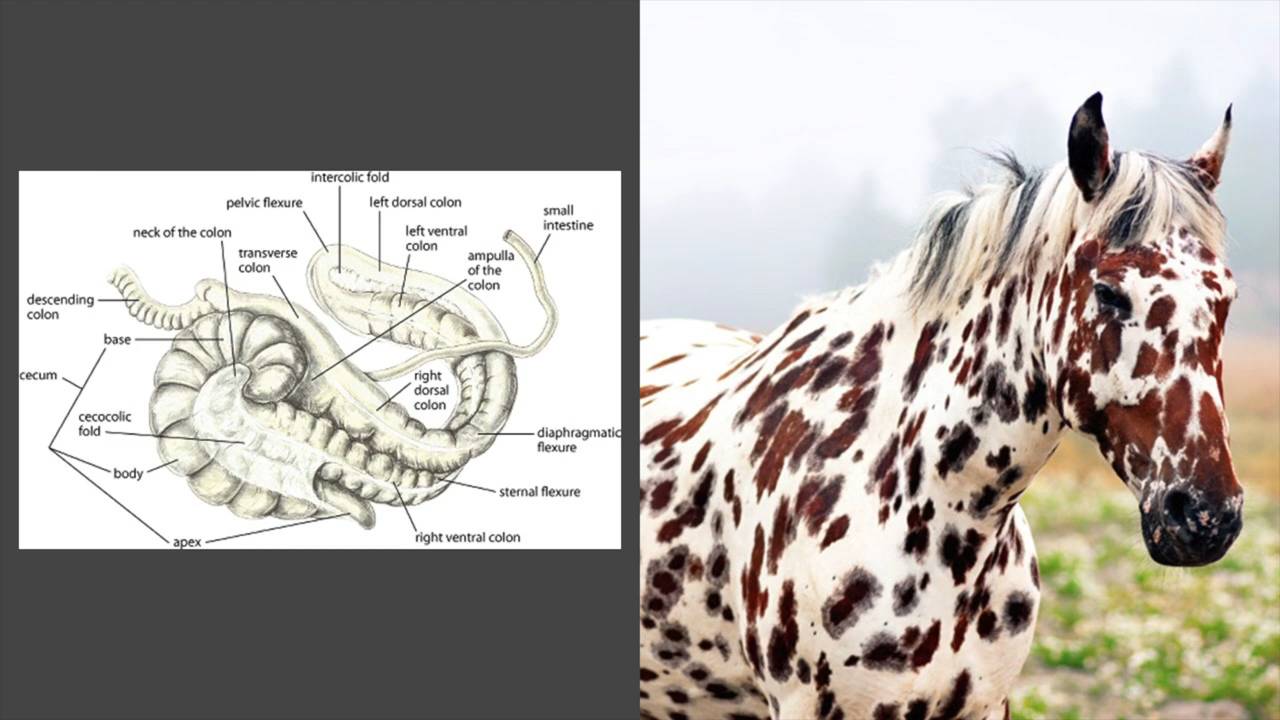 intercolic fold
pelvic flexure
left dorsal colon
small
intestine
neck of the colon
left ventral
colon
transverse
colon
ampulla
of the
colon
descending
colon
base
cecum
right
dorsal
colon
cecocolic
fold
diaphragmatic
flexure
body
sternal flexure
right ventral colon
apex